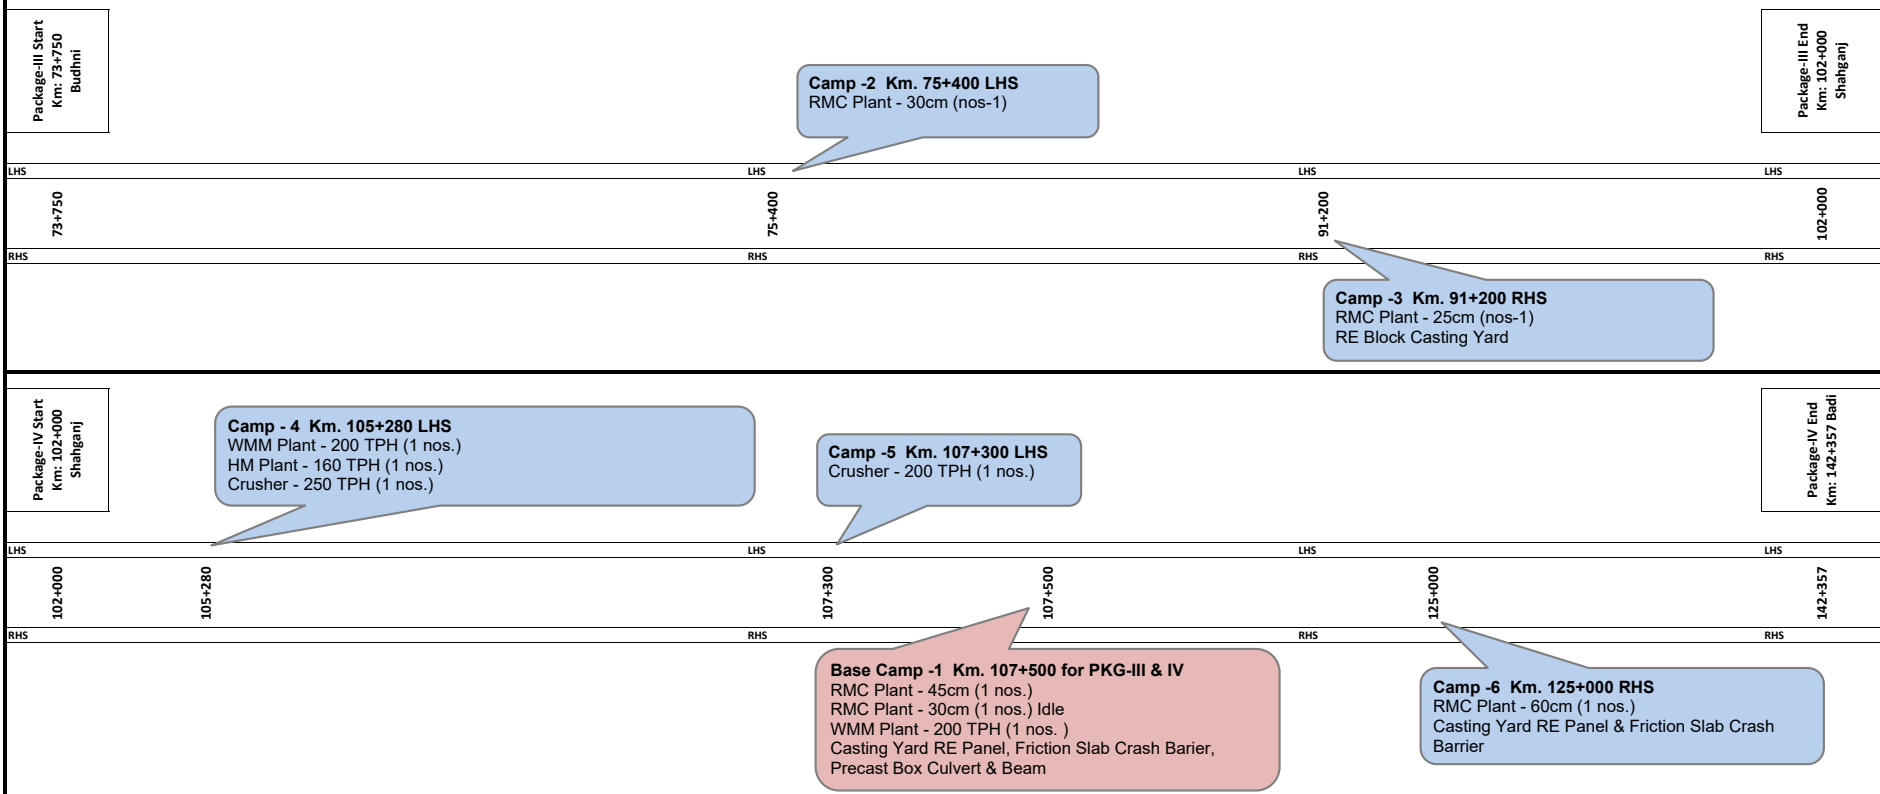 Package-III Start
Km: 73+750
Budhni
Camp -2  Km. 75+400 LHS
RMC Plant - 30cm (nos-1)
Package-III End
Km: 102+000
Shahganj
LHS
LHS
LHS
LHS
73+750
75+400
91+200
102+000
RHS
RHS
RHS
RHS
Camp -3  Km. 91+200 RHS
RMC Plant - 25cm (nos-1)
RE Block Casting Yard
Package-IV Start
Km: 102+000
Shahganj
Camp - 4  Km. 105+280 LHS
WMM Plant - 200 TPH (1 nos.)
HM Plant - 160 TPH (1 nos.)
Crusher - 250 TPH (1 nos.)
Camp -5  Km. 107+300 LHS
Crusher - 200 TPH (1 nos.)
Package-IV End
Km: 142+357 Badi
LHS
LHS
LHS
LHS
102+000
105+280
107+300
107+500
125+000
142+357
RHS
RHS
RHS
RHS
Base Camp -1  Km. 107+500 for PKG-III & IV
RMC Plant - 45cm (1 nos.)
RMC Plant - 30cm (1 nos.) Idle
WMM Plant - 200 TPH (1 nos. )
Casting Yard RE Panel, Friction Slab Crash Barier,
Precast Box Culvert & Beam
Camp -6  Km. 125+000 RHS
RMC Plant - 60cm (1 nos.)
Casting Yard RE Panel & Friction Slab Crash
Barrier